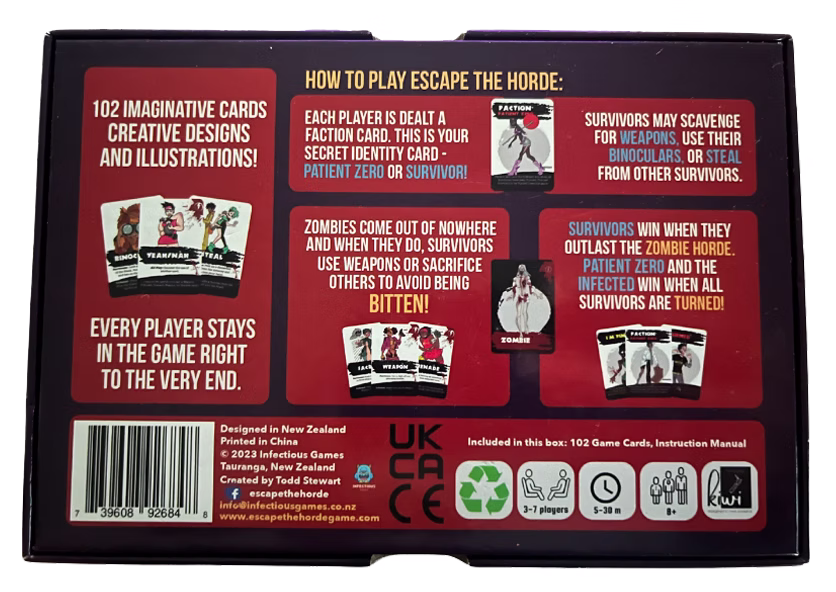 102 IMAGINATIVE CARDS
CREATIVE DESIGNS
AND ILLUSTRATIONS!
BINOC
YEAHNAH
STEAL
EVERY PLAYER STAYS
IN THE GAME RIGHT
TO THE VERY END.
HOW TO PLAY ESCAPE THE HORDE:
EACH PLAYER IS DEALT A
FACTION CARD. THIS IS YOUR
SECRET IDENTITY CARD -
PATIENT ZERO OR SURVIVOR!
FACTION
SURVIVORS MAY SCAVENGE
FOR WEAPONS, USE THEIR
BINOCULARS, OR STEAL
FROM OTHER SURVIVORS.
ZOMBIES COME OUT OF NOWHERE
AND WHEN THEY DO, SURVIVORS
USE WEAPONS OR SACRIFICE
OTHERS TO AVOID BEING
BITTEN!
WEAPON
ENADE
ZOMBIE
SURVIVORS WIN WHEN THEY
OUTLAST THE ZOMBIE HORDE.
PATIENT ZERO AND THE
INFECTED WIN WHEN ALL
SURVIVORS ARE TURNED!
FACTION
7 39608 92684 8
Designed in New Zealand
Printed in China
© 2023 Infectious Games
Tauranga, New Zealand
Created by Todd Stewart
escapethehorde
info@infectiousgames.co.nz
www.escapethehordegame.com
INFECTIOUS
UK
CA
CE
Included in this box: 102 Game Cards, Instruction Manual
3-7 players
5-30 m
8+
kiwi